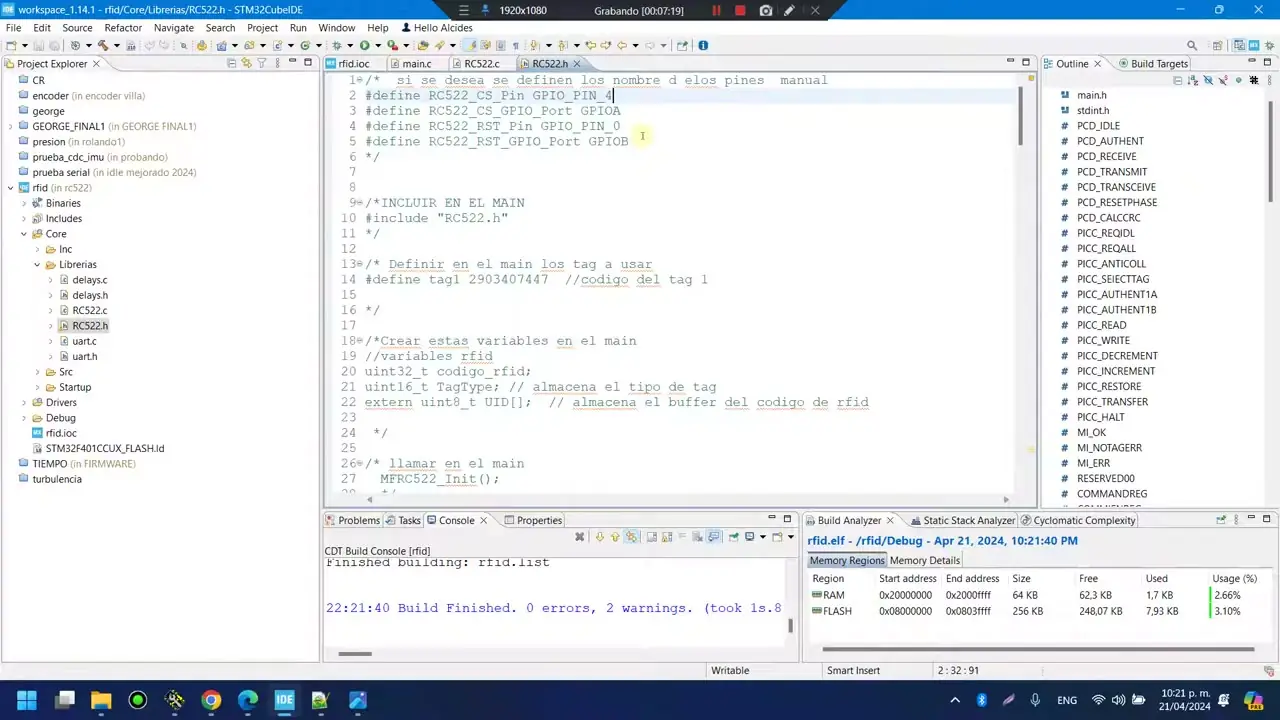 workspace_1.14.1 - rfid/Core/Librerias/RC522.h - STM32CubeIDE
1920x1080
Grabando [00:07:19]
File Edit Source Refactor Navigate Search Project Run Window Help Hello Alcides
Project Explorer
CR
encoder (in encoder villa)
george
GEORGE_FINAL1 (in GEORGE FINAL)
presion (in rolando1)
prueba_cdc_imu (in probando)
prueba serial (in idle mejorado 2024)
rfid (in rc522)
Binaries
Includes
Core
Inc
Librerias
delays.c
delays.h
RC522.c
RC522.h
uart.c
uart.h
Src
Startup
Drivers
Debug
rfid.ioc
STM32F401CCUX_FLASH.ld
TIEMPO (in FIRMWARE)
turbulencia
rfid.ioc main.c RC522.c RC522.h
1 /*  si se desea se definen los nombre d elos pines  manual
2 #define RC522_CS_Pin GPIO_PIN_4
3 #define RC522_CS_GPIO_Port GPIOA
4 #define RC522_RST_Pin GPIO_PIN_0
5 #define RC522_RST_GPIO_Port GPIOB
6 */
7
8
9 /*INCLUIR EN EL MAIN
10 #include "RC522.h"
11 */
12
13 /* Definir en el main los tag a usar
14 #define tag1 2903407447  //codigo del tag 1
15
16 */
17
18 /*Crear estas variables en el main
19 //variables rfid
20 uint32_t codigo_rfid;
21 uint16_t TagType; // almacena el tipo de tag
22 extern uint8_t UID[];  // almacena el buffer del codigo de rfid
23
24 */
25
26 /* llamar en el main
27 MFRC522_Init();
28 */
Outline Build Targets
main.h
stdint.h
PCD_IDLE
PCD_AUTHENT
PCD_RECEIVE
PCD_TRANSMIT
PCD_TRANSCEIVE
PCD_RESETPHASE
PCD_CALCCRC
PICC_REQIDL
PICC_REQALL
PICC_ANTICOLL
PICC_SElECTTAG
PICC_AUTHENT1A
PICC_AUTHENT1B
PICC_READ
PICC_WRITE
PICC_DECREMENT
PICC_INCREMENT
PICC_RESTORE
PICC_TRANSFER
PICC_HALT
MI_OK
MI_NOTAGERR
MI_ERR
RESERVED00
COMMANDREG
Problems Tasks Console Properties
CDT Build Console [rfid]
Finished building: rfid.list
22:21:40 Build Finished. 0 errors, 2 warnings. (took 1s.8
Build Analyzer Static Stack Analyzer Cyclomatic Complexity
rfid.elf - /rfid/Debug - Apr 21, 2024, 10:21:40 PM
Memory Regions Memory Details
Region Start address End address Size Free Used Usage (%)
RAM 0x20000000 0x2000ffff 64 KB 62,3 KB 1,7 KB 2.66%
FLASH 0x08000000 0x0803ffff 256 KB 248,07 KB 7,93 KB 3.10%
Writable Smart Insert 2 : 32 : 91
IDE
ENG
10:21 p. m.
21/04/2024